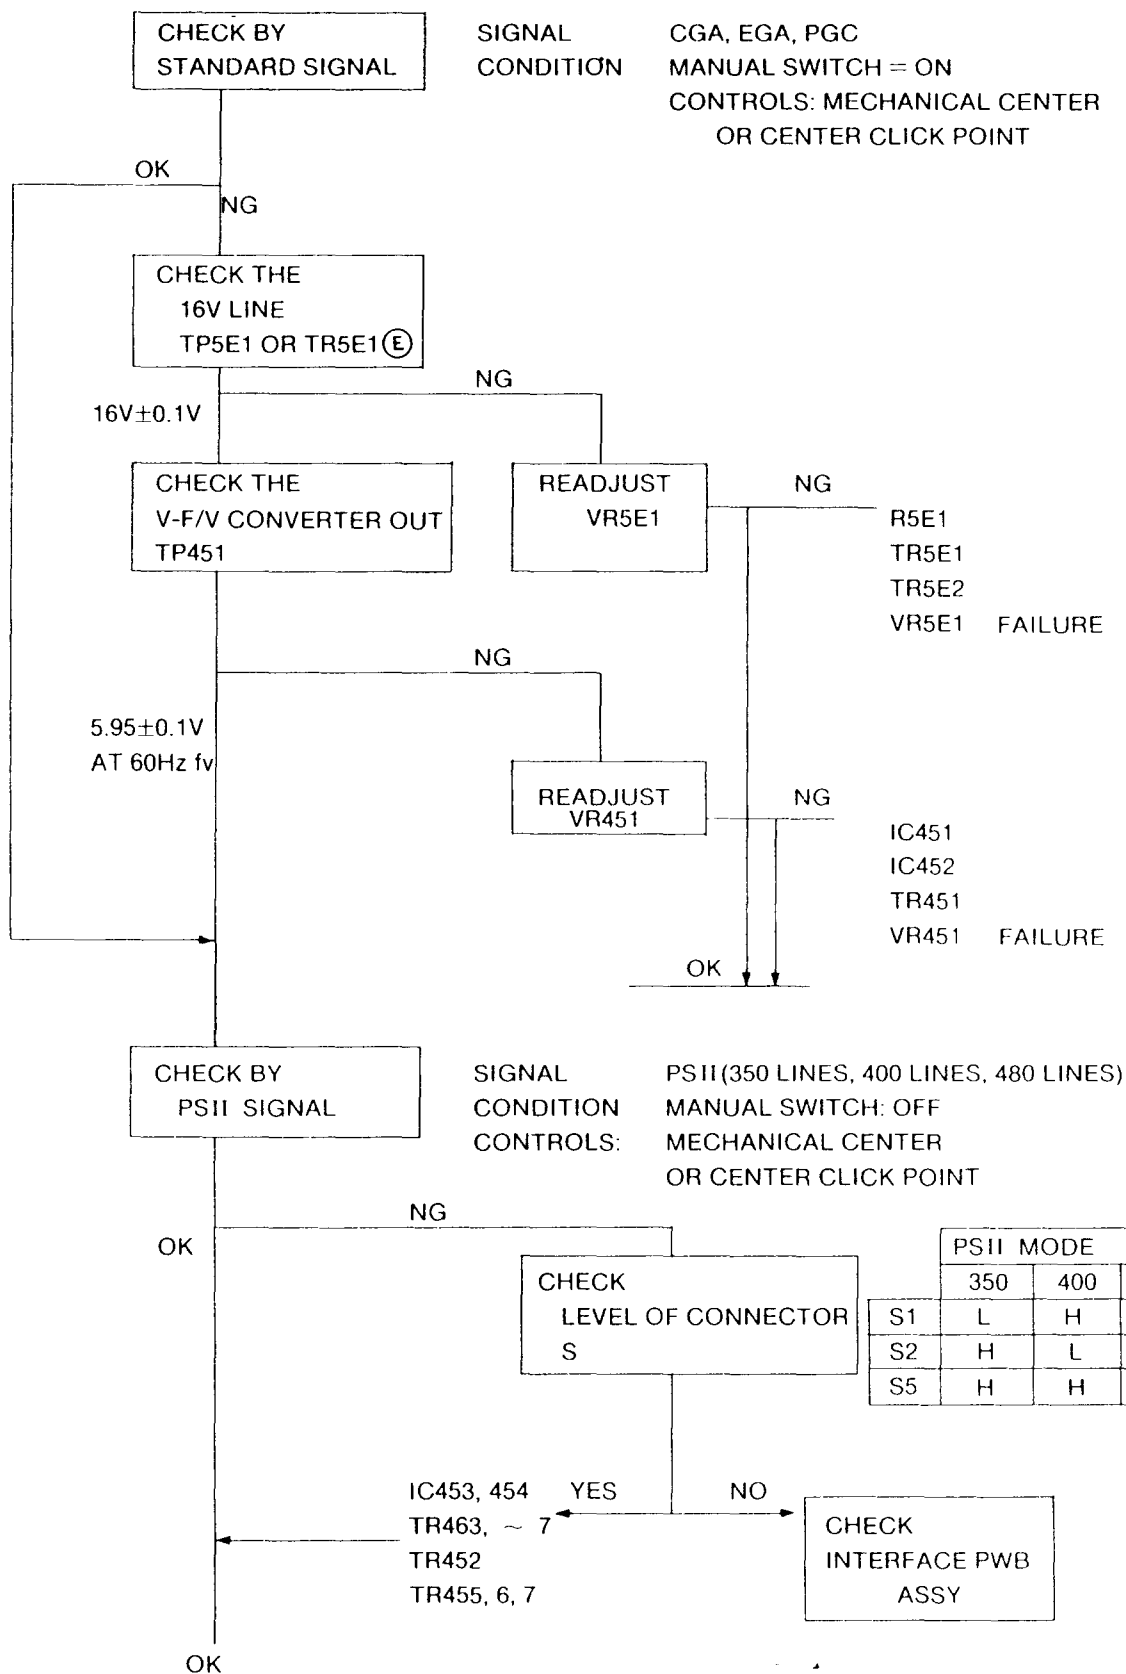 CHECK BY
STANDARD SIGNAL
SIGNAL CGA, EGA, PGC
CONDITION MANUAL SWITCH = ON
CONTROLS: MECHANICAL CENTER
OR CENTER CLICK POINT
OK
NG
CHECK THE
16V LINE
TP5E1 OR TR5E1 Ⓔ
NG
16V±0.1V
CHECK THE
V-F/V CONVERTER OUT
TP451
READJUST
VR5E1
NG
R5E1
TR5E1
TR5E2
VR5E1 FAILURE
NG
5.95±0.1V
AT 60Hz fv
READJUST
VR451
NG
IC451
IC452
TR451
VR451 FAILURE
OK
CHECK BY
PSII SIGNAL
SIGNAL PSII (350 LINES, 400 LINES, 480 LINES)
CONDITION MANUAL SWITCH: OFF
CONTROLS: MECHANICAL CENTER
OR CENTER CLICK POINT
NG
OK
CHECK
LEVEL OF CONNECTOR
S
PSII MODE
350 400
S1 L H
S2 H L
S5 H H
IC453, 454
TR463, ~ 7
TR452
TR455, 6, 7
YES
NO
CHECK
INTERFACE PWB
ASSY
OK